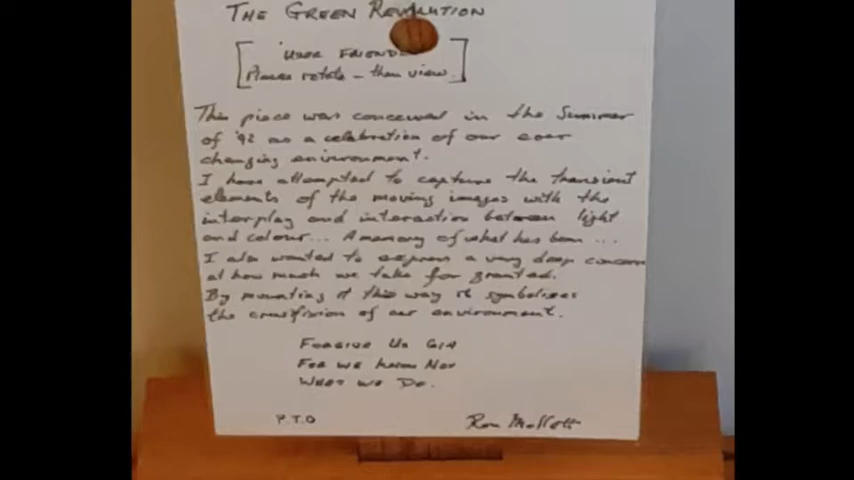 THE GREEN REVOLUTION
'USER FRIEND
Please rotate - then view.
This piece was conceived in the Summer
of '92 as a celebration of our ever
changing environment.
I have attempted to capture the transient
elements of the moving images with the
interplay and interaction between light
and colour... A memory of what has been ...
I also wanted to express a very deep concern
at how much we take for granted.
By mounting it this way it symbolises
the crucifixion of our environment.
FORGIVE US
FOR WE KNOW NOT
WHAT WE DO.
P.T.O
Ron